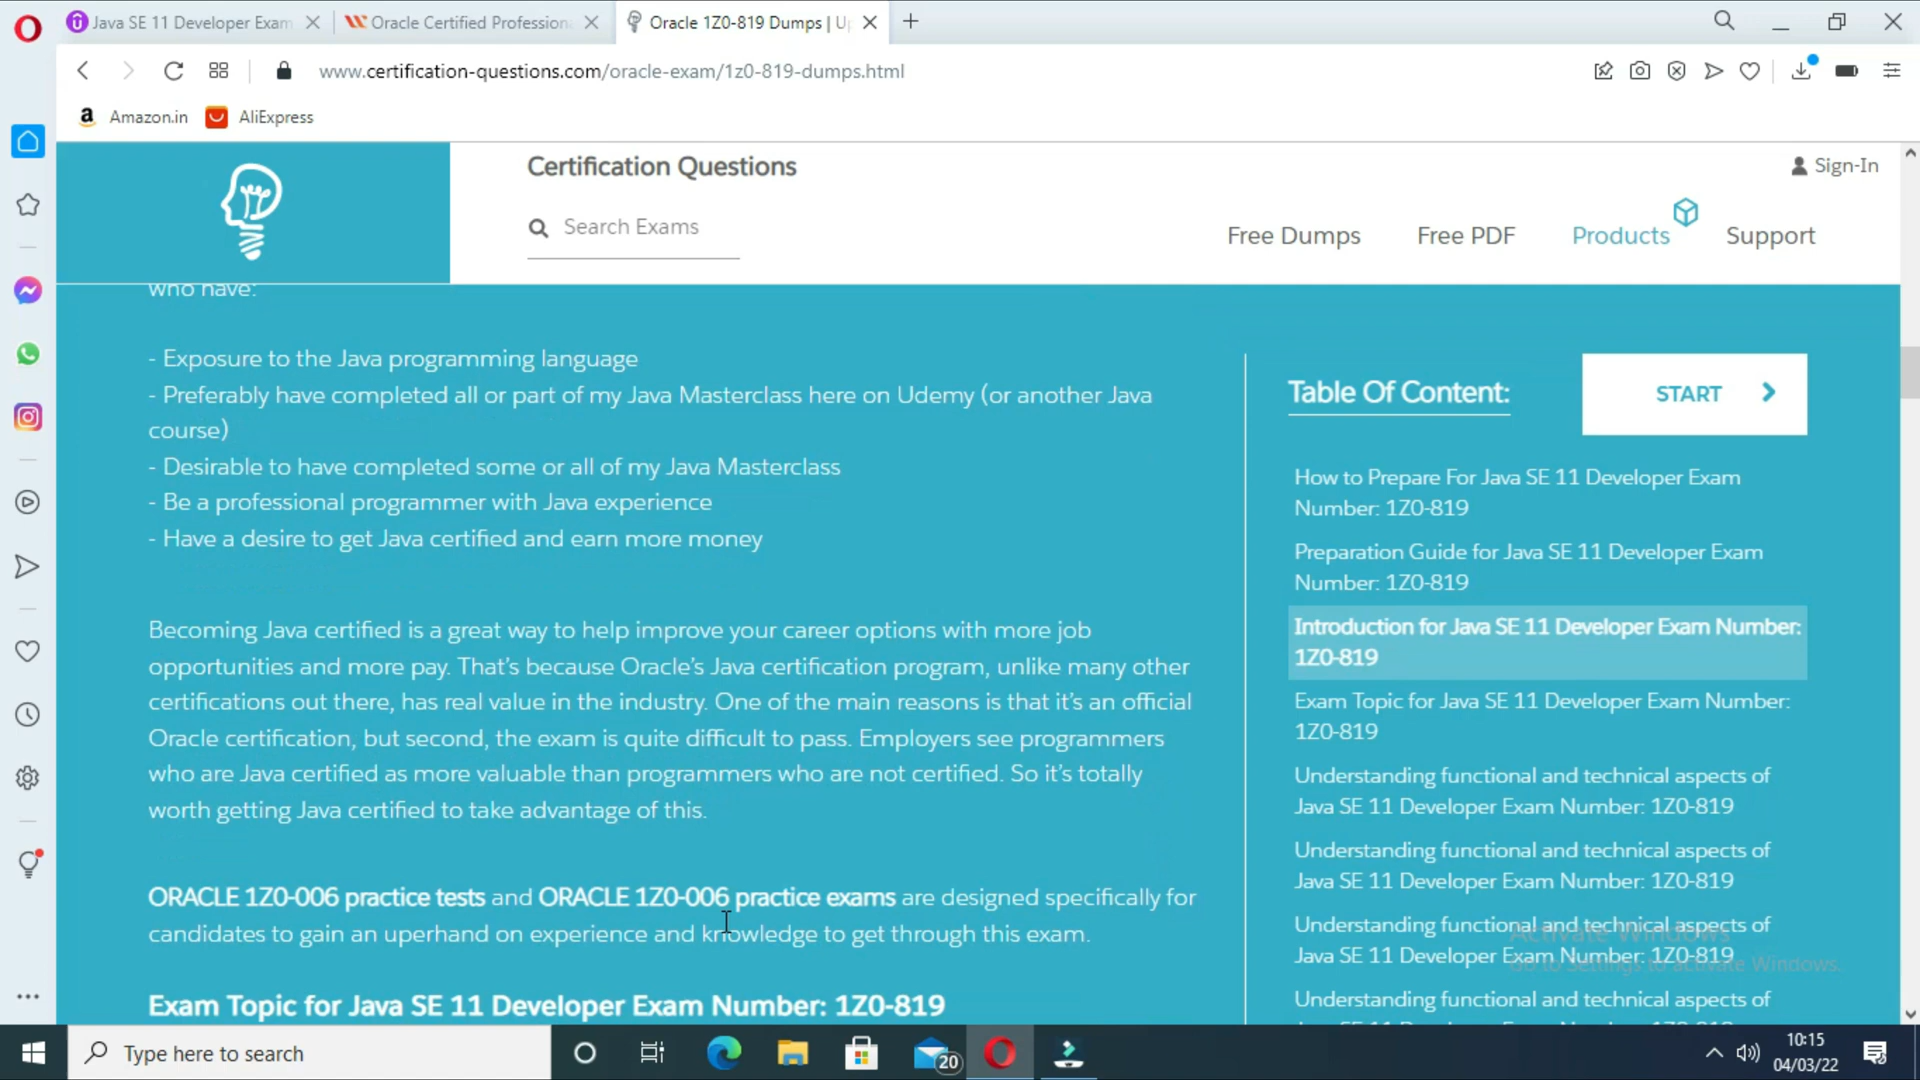 Java SE 11 Developer Exam
Oracle Certified Profession
Oracle 1Z0-819 Dumps | Up
www.certification-questions.com/oracle-exam/1z0-819-dumps.html
Amazon.in
AliExpress
Certification Questions
Sign-In
Search Exams
Free Dumps
Free PDF
Products
Support
who have:
- Exposure to the Java programming language
- Preferably have completed all or part of my Java Masterclass here on Udemy (or another Java
course)
- Desirable to have completed some or all of my Java Masterclass
- Be a professional programmer with Java experience
- Have a desire to get Java certified and earn more money
Becoming Java certified is a great way to help improve your career options with more job
opportunities and more pay. That's because Oracle's Java certification program, unlike many other
certifications out there, has real value in the industry. One of the main reasons is that it's an official
Oracle certification, but second, the exam is quite difficult to pass. Employers see programmers
who are Java certified as more valuable than programmers who are not certified. So it's totally
worth getting Java certified to take advantage of this.
ORACLE 1Z0-006 practice tests and ORACLE 1Z0-006 practice exams are designed specifically for
candidates to gain an uperhand on experience and knowledge to get through this exam.
Exam Topic for Java SE 11 Developer Exam Number: 1Z0-819
Table Of Content:
START
How to Prepare For Java SE 11 Developer Exam
Number: 1Z0-819
Preparation Guide for Java SE 11 Developer Exam
Number: 1Z0-819
Introduction for Java SE 11 Developer Exam Number:
1Z0-819
Exam Topic for Java SE 11 Developer Exam Number:
1Z0-819
Understanding functional and technical aspects of
Java SE 11 Developer Exam Number: 1Z0-819
Understanding functional and technical aspects of
Java SE 11 Developer Exam Number: 1Z0-819
Understanding functional and technical aspects of
Java SE 11 Developer Exam Number: 1Z0-819
Understanding functional and technical aspects of
Activate Windows
Go to Settings to activate Windows.
Type here to search
20
10:15
04/03/22